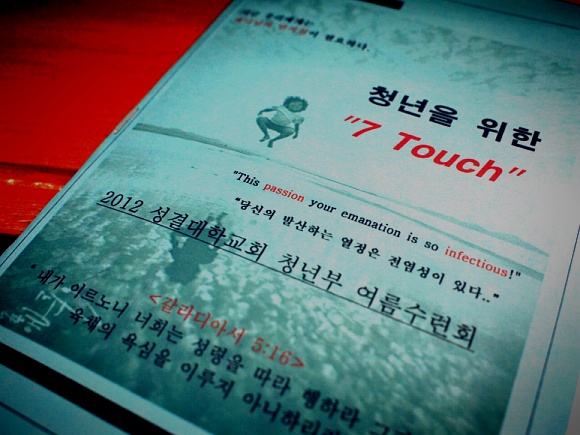 청년을 위한
"7 Touch"
"This passion your emanation is so infectious!"
"당신의 발산하는 열정은 전염성이 있다.."
2012 성결대학교회 청년부 여름수련회
<갈라디아서 5:16>
"내가 이르노니 너희는 성령을 따라 행하라 그
육체의 욕심을 이루지 아니하리